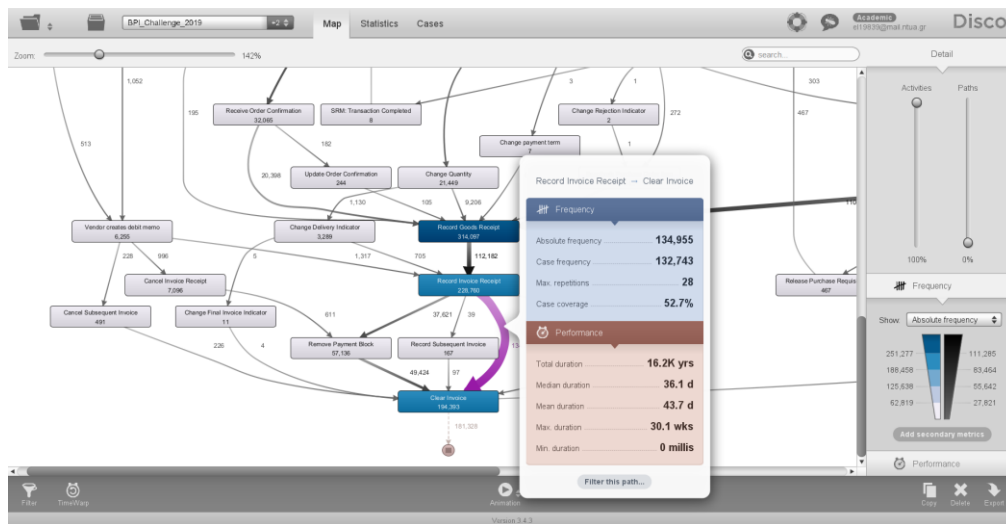 BPI_Challenge_2019
Map
Statistics
Cases
Academic
Disco
Zoom:
142%
search...
Detail
1,052
195
3
1
303
467
Receive Order Confirmation
32,065
SRM: Transaction Completed
8
Change Rejection Indicator
2
272
513
182
Change payment term
7
1
20,398
Update Order Confirmation
244
Change Quantity
21,449
1,130
105
9,206
Vendor creates debit memo
6,255
Change Delivery Indicator
3,289
Record Goods Receipt
314,097
228
996
5
1,317
705
112,182
Cancel Invoice Receipt
7,096
Record Invoice Receipt
228,760
Release Purchase Requis
467
Cancel Subsequent Invoice
491
Change Final Invoice Indicator
11
611
37,621
39
226
4
Remove Payment Block
57,136
Record Subsequent Invoice
167
49,424
97
Clear Invoice
194,393
181,328
Record Invoice Receipt → Clear Invoice
Frequency
Absolute frequency 134,955
Case frequency 132,743
Max. repetitions 28
Case coverage 52.7%
Performance
Total duration 16.2K yrs
Median duration 36.1 d
Mean duration 43.7 d
Max. duration 30.1 wks
Min. duration 0 millis
Filter this path...
Activities
Paths
100%
0%
Frequency
Show: Absolute frequency
251,277 111,285
188,458 83,464
125,638 55,642
62,819 27,821
Add secondary metrics
Performance
Filter
TimeWarp
Animation
Copy
Delete
Export
Version 3.4.3